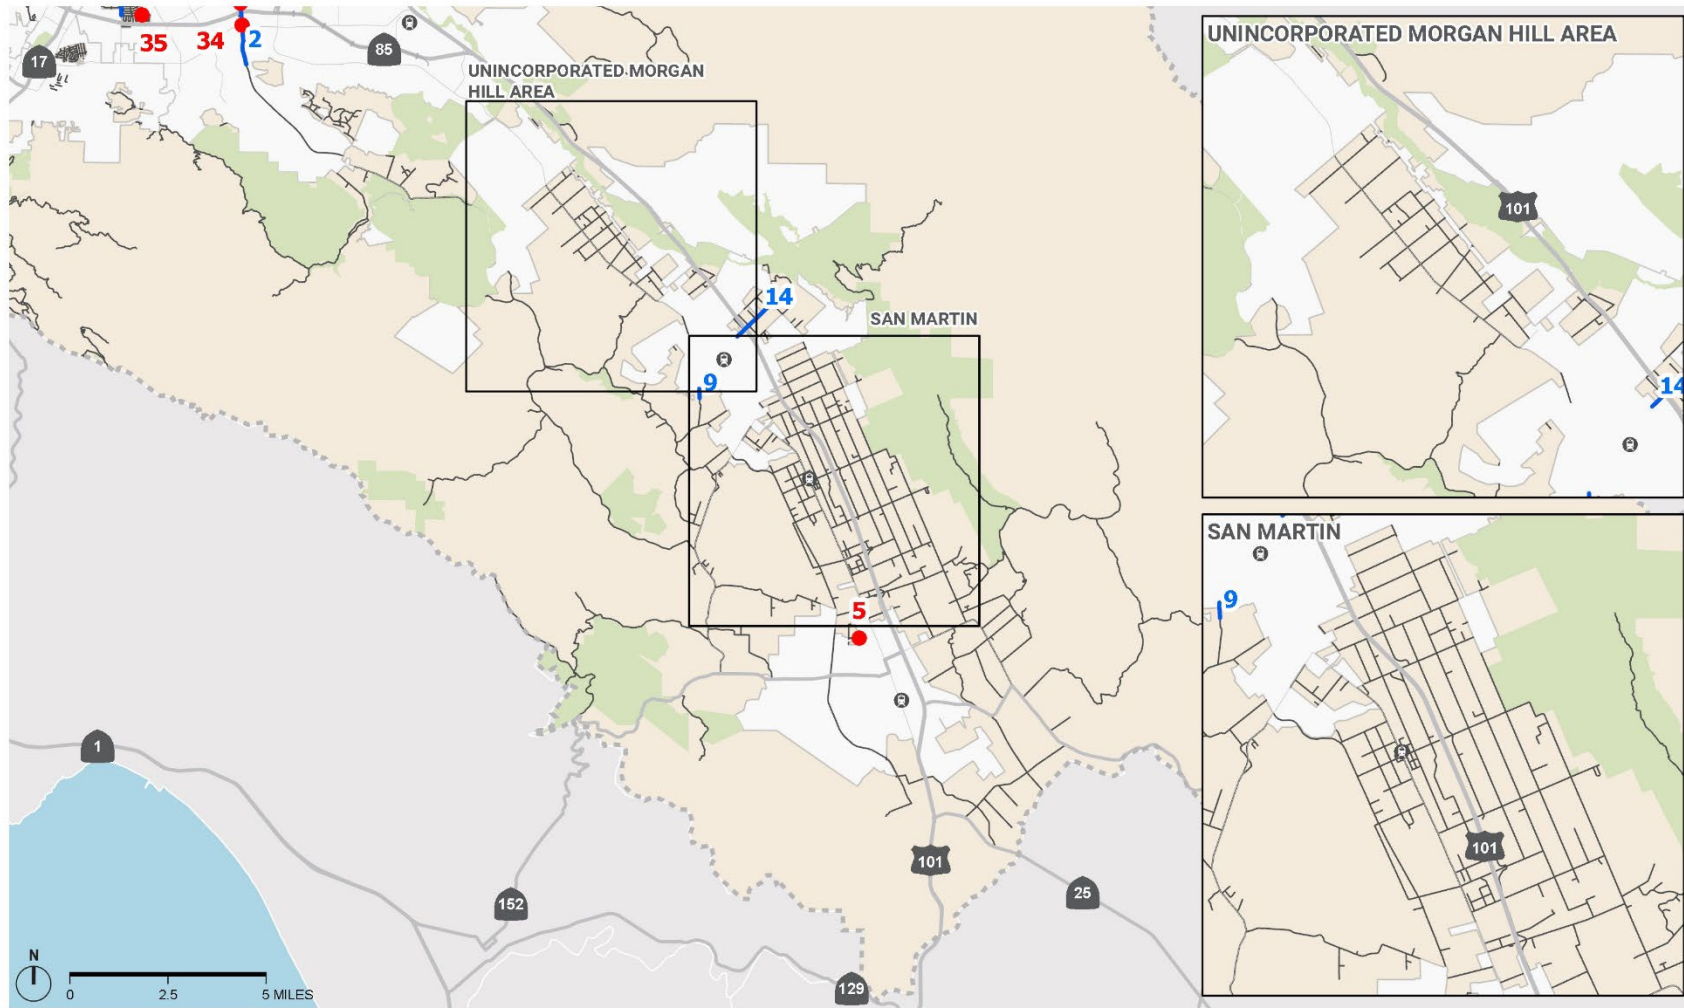 35
34
2
17
85
UNINCORPORATED MORGAN
HILL AREA
14
SAN MARTIN
9
5
1
152
101
25
129
N
0 2.5 5 MILES
UNINCORPORATED MORGAN HILL AREA
101
14
SAN MARTIN
9
101